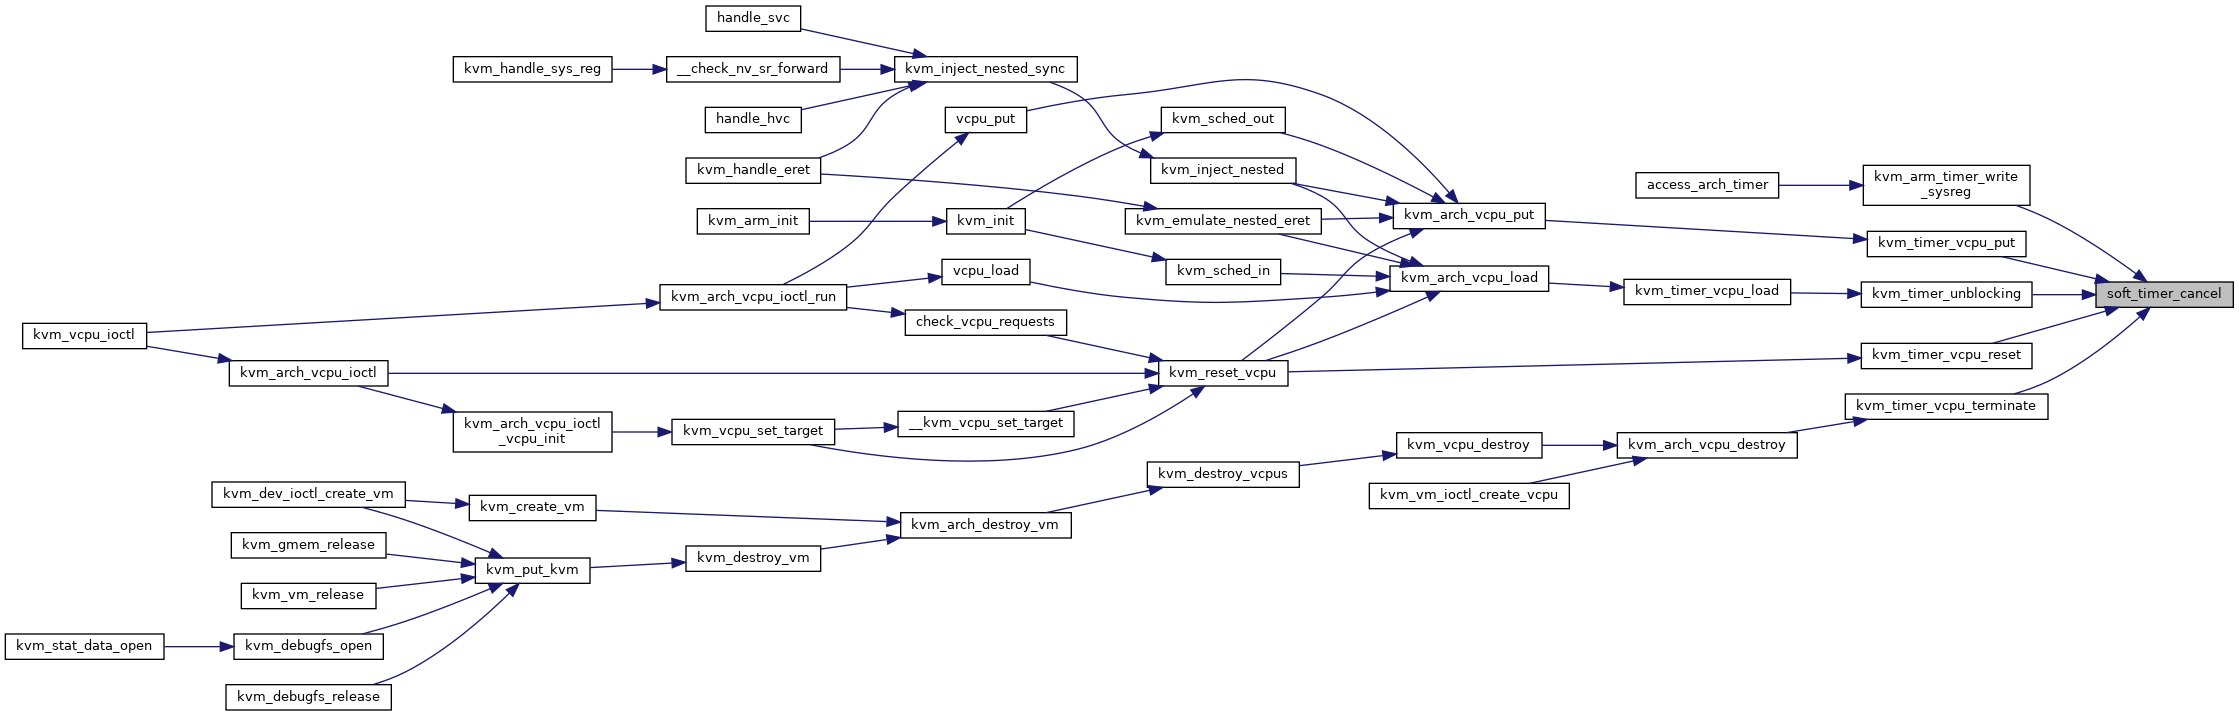 handle_svc
kvm_handle_sys_reg
__check_nv_sr_forward
kvm_inject_nested_sync
handle_hvc
vcpu_put
kvm_sched_out
kvm_handle_eret
kvm_inject_nested
access_arch_timer
kvm_arm_timer_write
_sysreg
kvm_arm_init
kvm_init
kvm_emulate_nested_eret
kvm_arch_vcpu_put
kvm_timer_vcpu_put
vcpu_load
kvm_sched_in
kvm_arch_vcpu_load
kvm_arch_vcpu_ioctl_run
kvm_timer_vcpu_load
kvm_timer_unblocking
soft_timer_cancel
kvm_vcpu_ioctl
check_vcpu_requests
kvm_arch_vcpu_ioctl
kvm_reset_vcpu
kvm_timer_vcpu_reset
kvm_arch_vcpu_ioctl
_vcpu_init
kvm_vcpu_set_target
__kvm_vcpu_set_target
kvm_timer_vcpu_terminate
kvm_vcpu_destroy
kvm_arch_vcpu_destroy
kvm_destroy_vcpus
kvm_vm_ioctl_create_vcpu
kvm_dev_ioctl_create_vm
kvm_create_vm
kvm_arch_destroy_vm
kvm_gmem_release
kvm_put_kvm
kvm_destroy_vm
kvm_vm_release
kvm_stat_data_open
kvm_debugfs_open
kvm_debugfs_release